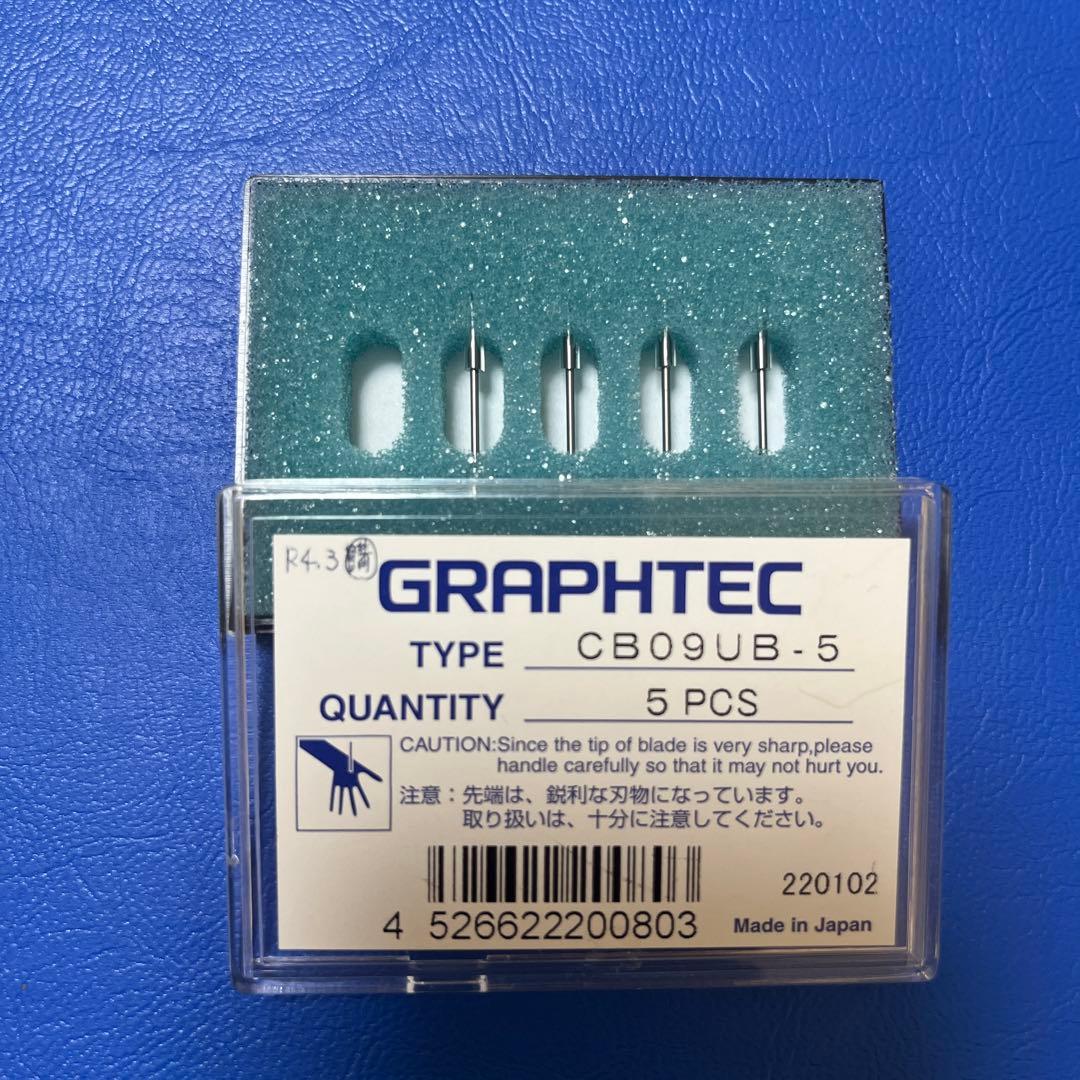 R4.3 購
GRAPHTEC
TYPE CB09UB-5
QUANTITY 5 PCS
CAUTION:Since the tip of blade is very sharp,please
handle carefully so that it may not hurt you.
注意：先端は、鋭利な刃物になっています。
取り扱いは、十分に注意してください。
220102
4 526622200803
Made in Japan